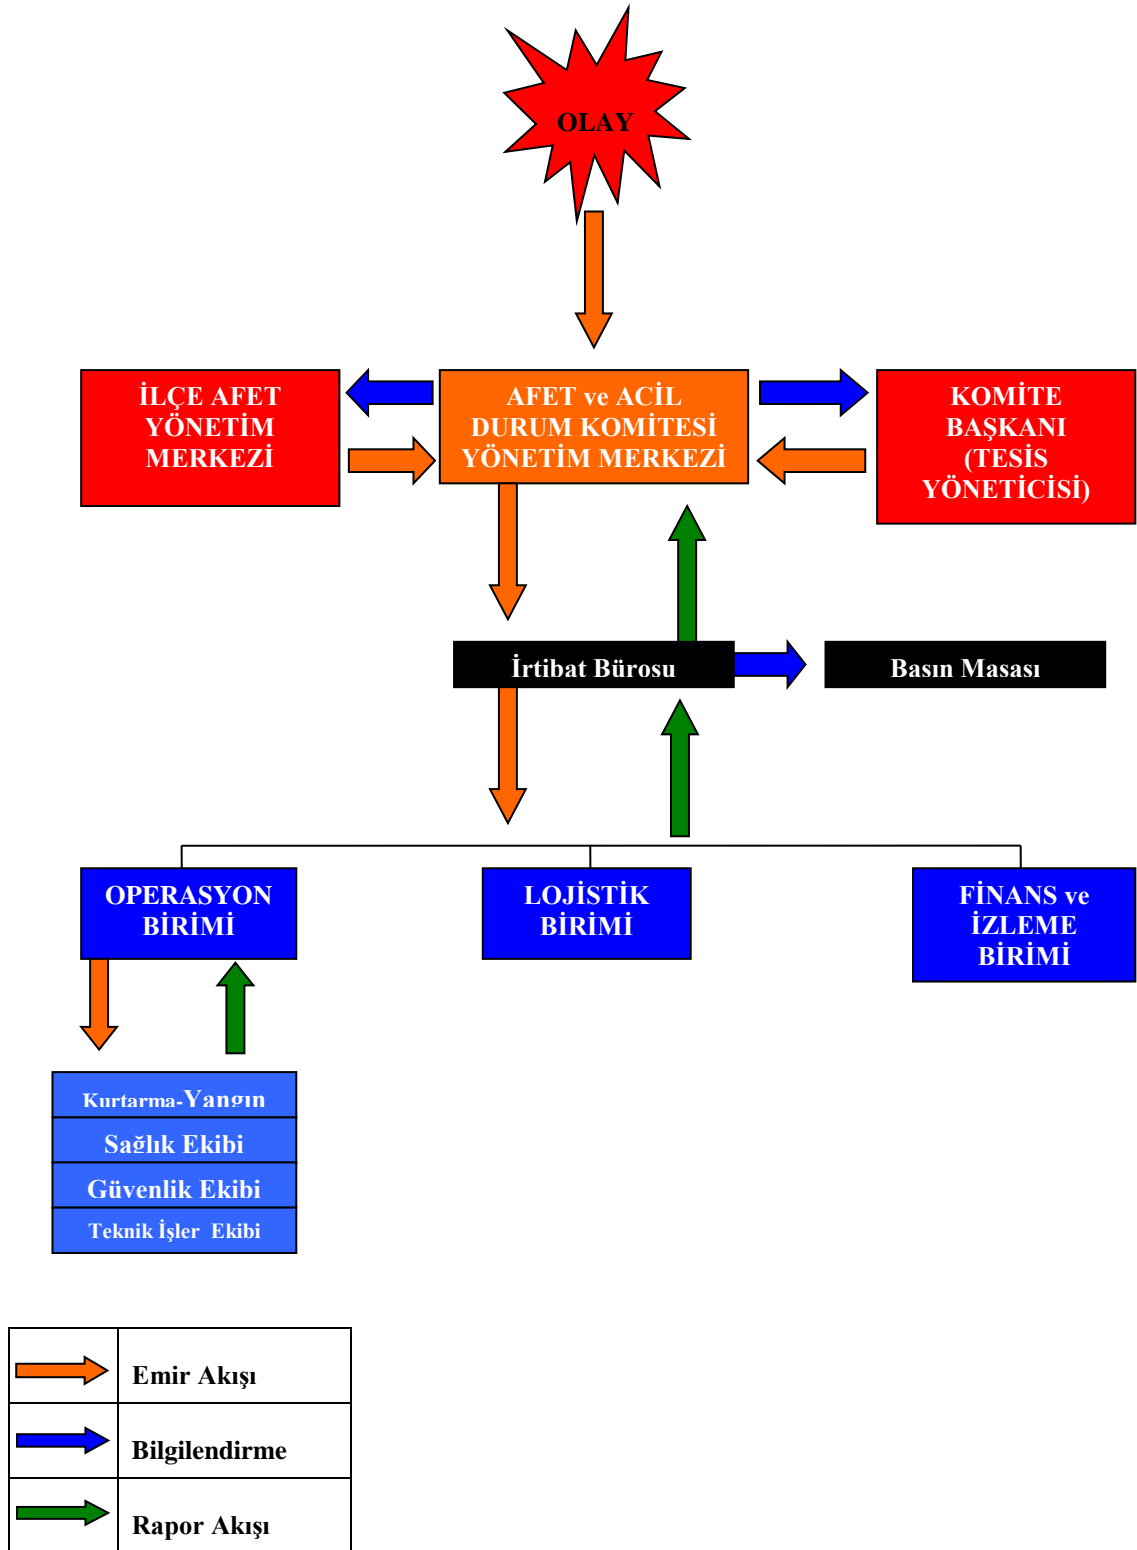 OLAY
İLÇE AFET
YÖNETİM
MERKEZİ
AFET ve ACİL
DURUM KOMİTESİ
YÖNETİM MERKEZİ
KOMİTE
BAŞKANI
(TESİS
YÖNETİCİSİ)
İrtibat Bürosu
Basın Masası
OPERASYON
BİRİMİ
LOJİSTİK
BİRİMİ
FİNANS ve
İZLEME
BİRİMİ
Kurtarma-Yangın
Sağlık Ekibi
Güvenlik Ekibi
Teknik İşler Ekibi
Emir Akışı
Bilgilendirme
Rapor Akışı